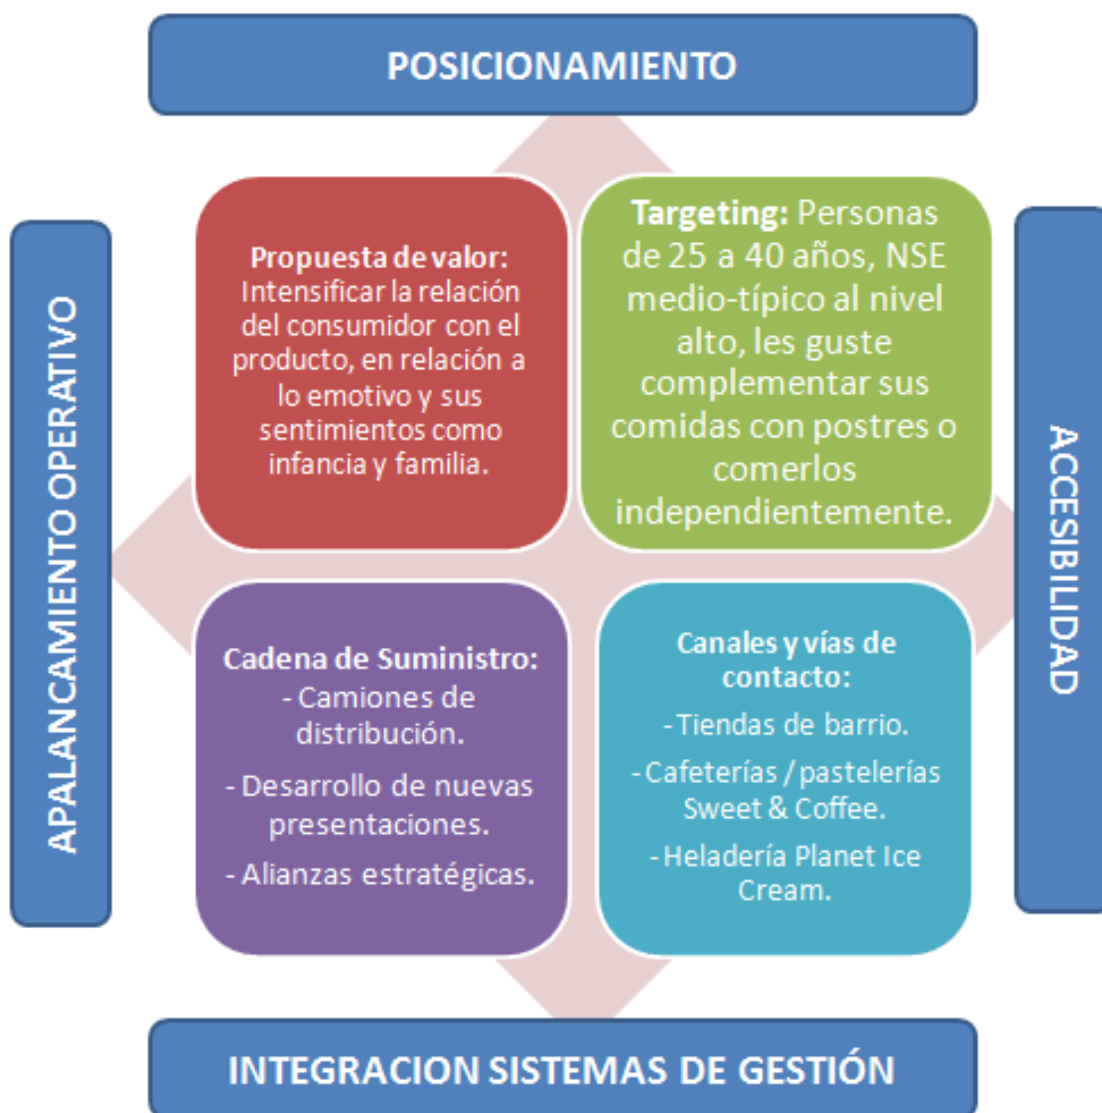 POSICIONAMIENTO
APALANCAMIENTO OPERATIVO
Propuesta de valor:
Intensificar la relación
del consumidor con el
producto, en relación a
lo emotivo y sus
sentimientos como
infancia y familia.
Targeting: Personas
de 25 a 40 años, NSE
medio-típico al nivel
alto, les guste
complementar sus
comidas con postres o
comerlos
independientemente.
ACCESIBILIDAD
Cadena de Suministro:
- Camiones de
distribución.
- Desarrollo de nuevas
presentaciones.
- Alianzas estratégicas.
Canales y vías de
contacto:
- Tiendas de barrio.
- Cafeterías / pastelerías
Sweet & Coffee.
- Heladería Planet Ice
Cream.
INTEGRACION SISTEMAS DE GESTIÓN